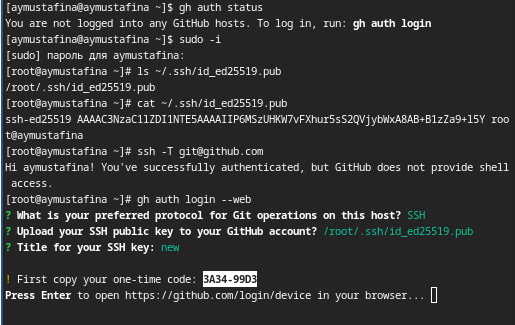 [aymustafina@aymustafina ~]$ gh auth status
You are not logged into any GitHub hosts. To log in, run: gh auth login
[aymustafina@aymustafina ~]$ sudo -i
[sudo] пароль для aymustafina:
[root@aymustafina ~]# ls ~/.ssh/id_ed25519.pub
/root/.ssh/id_ed25519.pub
[root@aymustafina ~]# cat ~/.ssh/id_ed25519.pub
ssh-ed25519 AAAAC3NzaC1lZDI1NTE5AAAAIIP6MSzUHKW7vFXhur5sS2QVjybWxA8AB+B1zZa9+15Y roo
t@aymustafina
[root@aymustafina ~]# ssh -T git@github.com
Hi aymustafina! You've successfully authenticated, but GitHub does not provide shell
access.
[root@aymustafina ~]# gh auth login --web
? What is your preferred protocol for Git operations on this host? SSH
? Upload your SSH public key to your GitHub account? /root/.ssh/id_ed25519.pub
? Title for your SSH key: new
! First copy your one-time code: 3A34-99D3
Press Enter to open https://github.com/login/device in your browser...